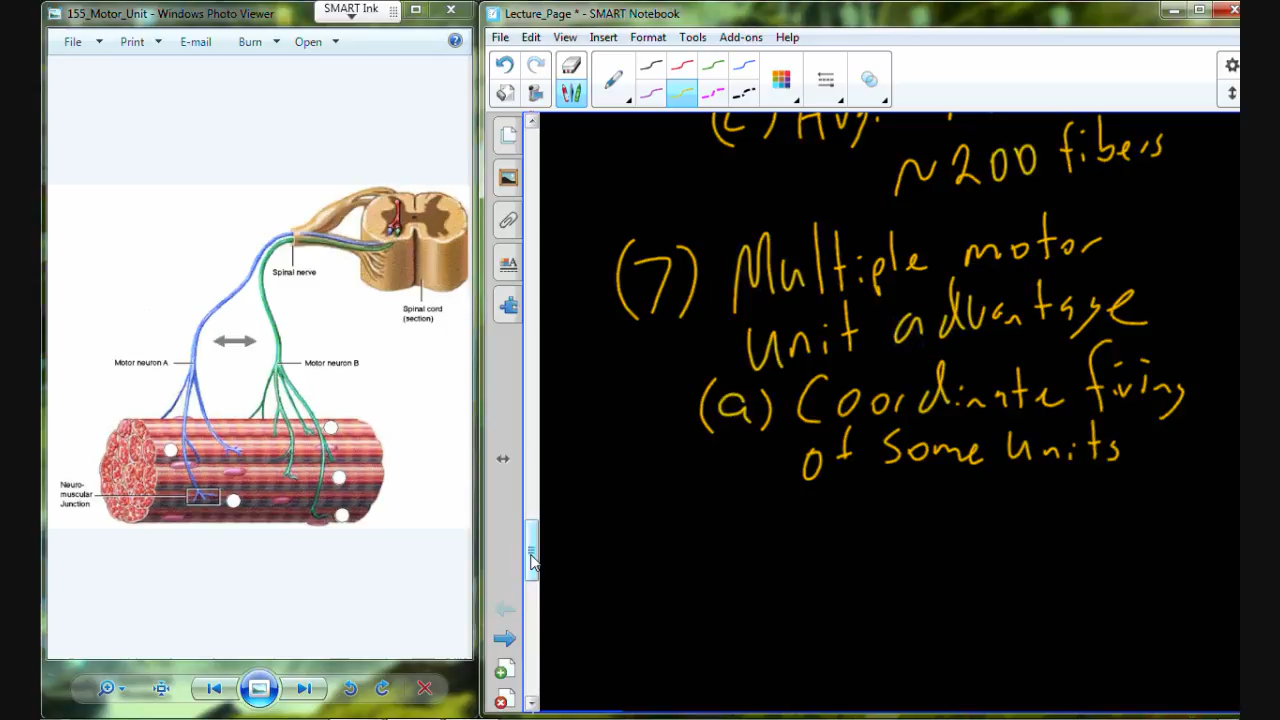 155_Motor_Unit - Windows Photo Viewer
SMART Ink
File Print E-mail Burn Open
Spinal nerve
Spinal cord
(section)
Motor neuron A
Motor neuron B
Neuro-
muscular
Junction
Lecture_Page * - SMART Notebook
File Edit View Insert Format Tools Add-ons Help
~200 fibers
(7) Multiple motor
unit advantage
(a) Coordinate firing
of some units